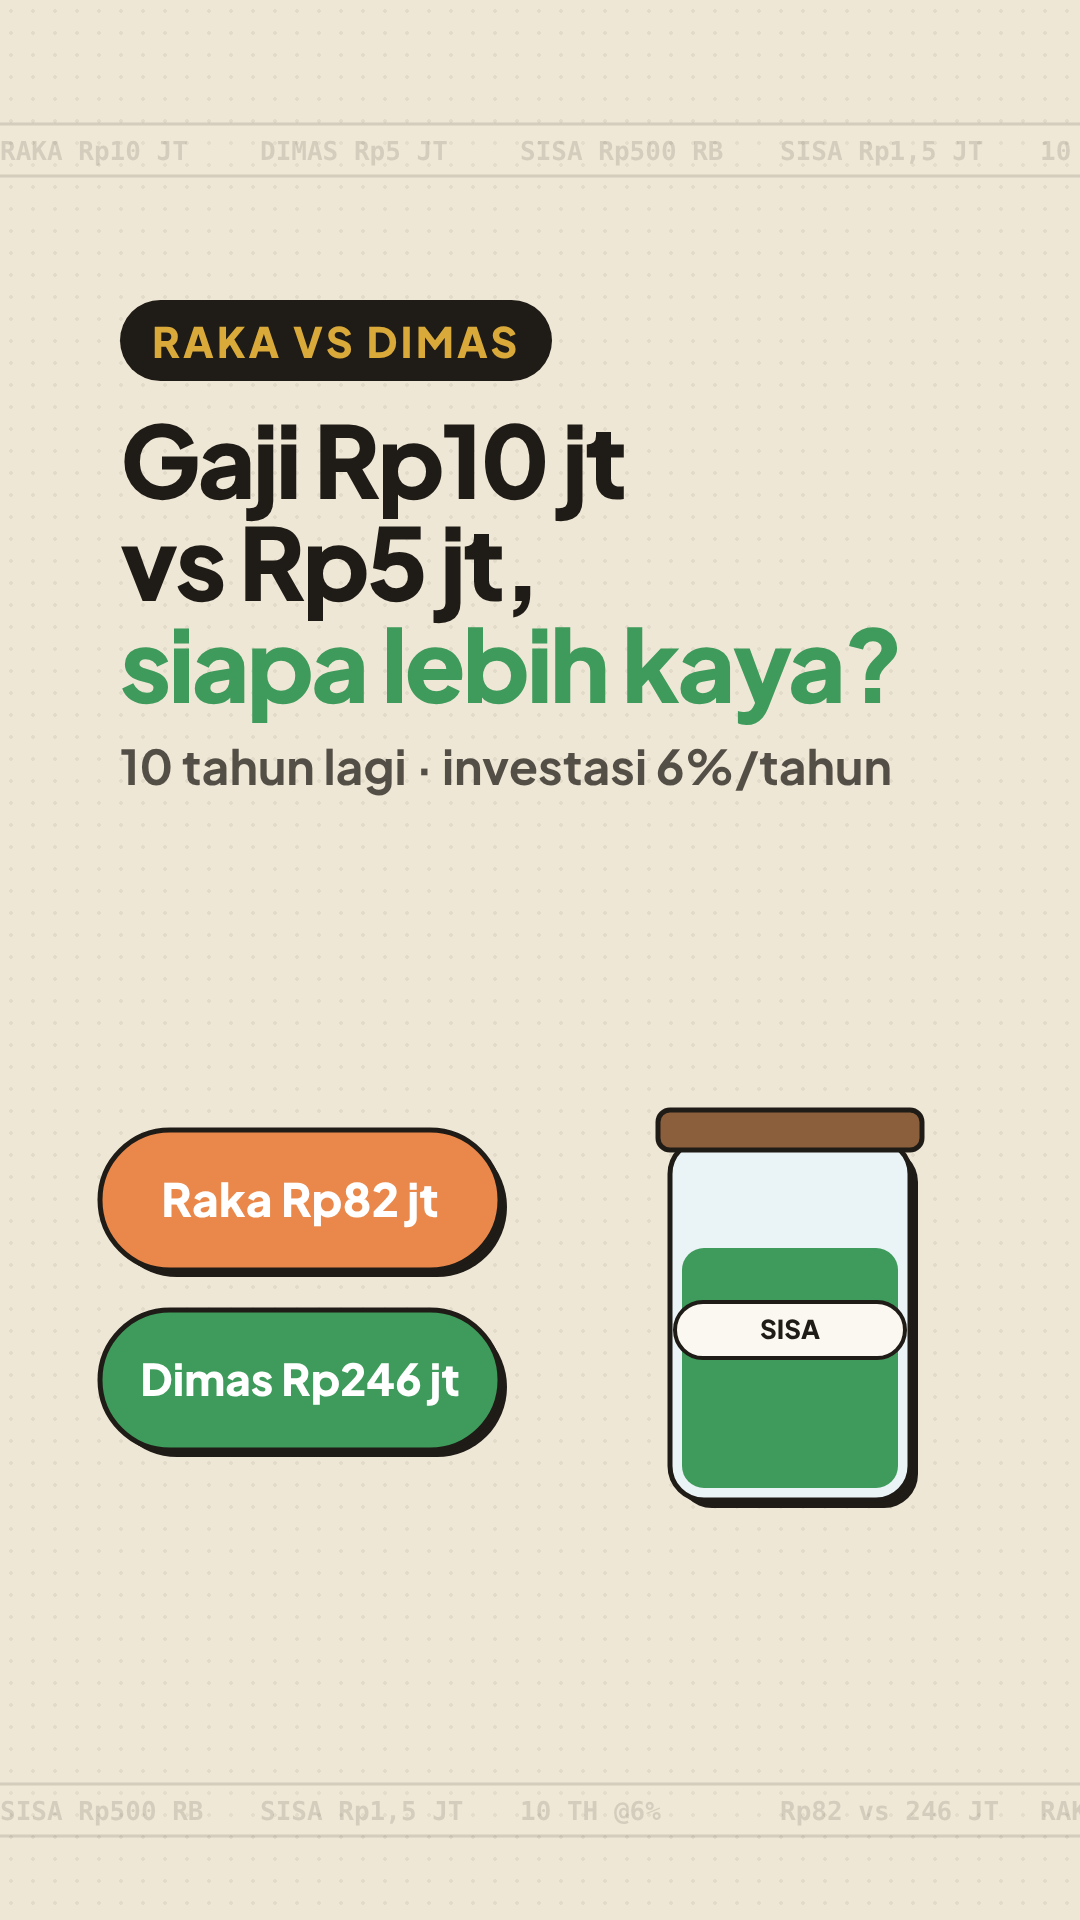 RAKA Rp10 JT DIMAS Rp5 JT SISA Rp500 RB SISA Rp1,5 JT 10
RAKA VS DIMAS
Gaji Rp10 jt
vs Rp5 jt,
siapa lebih kaya?
10 tahun lagi · investasi 6%/tahun
Raka Rp82 jt
Dimas Rp246 jt
SISA
SISA Rp500 RB SISA Rp1,5 JT 10 TH @6% Rp82 vs 246 JT RAK